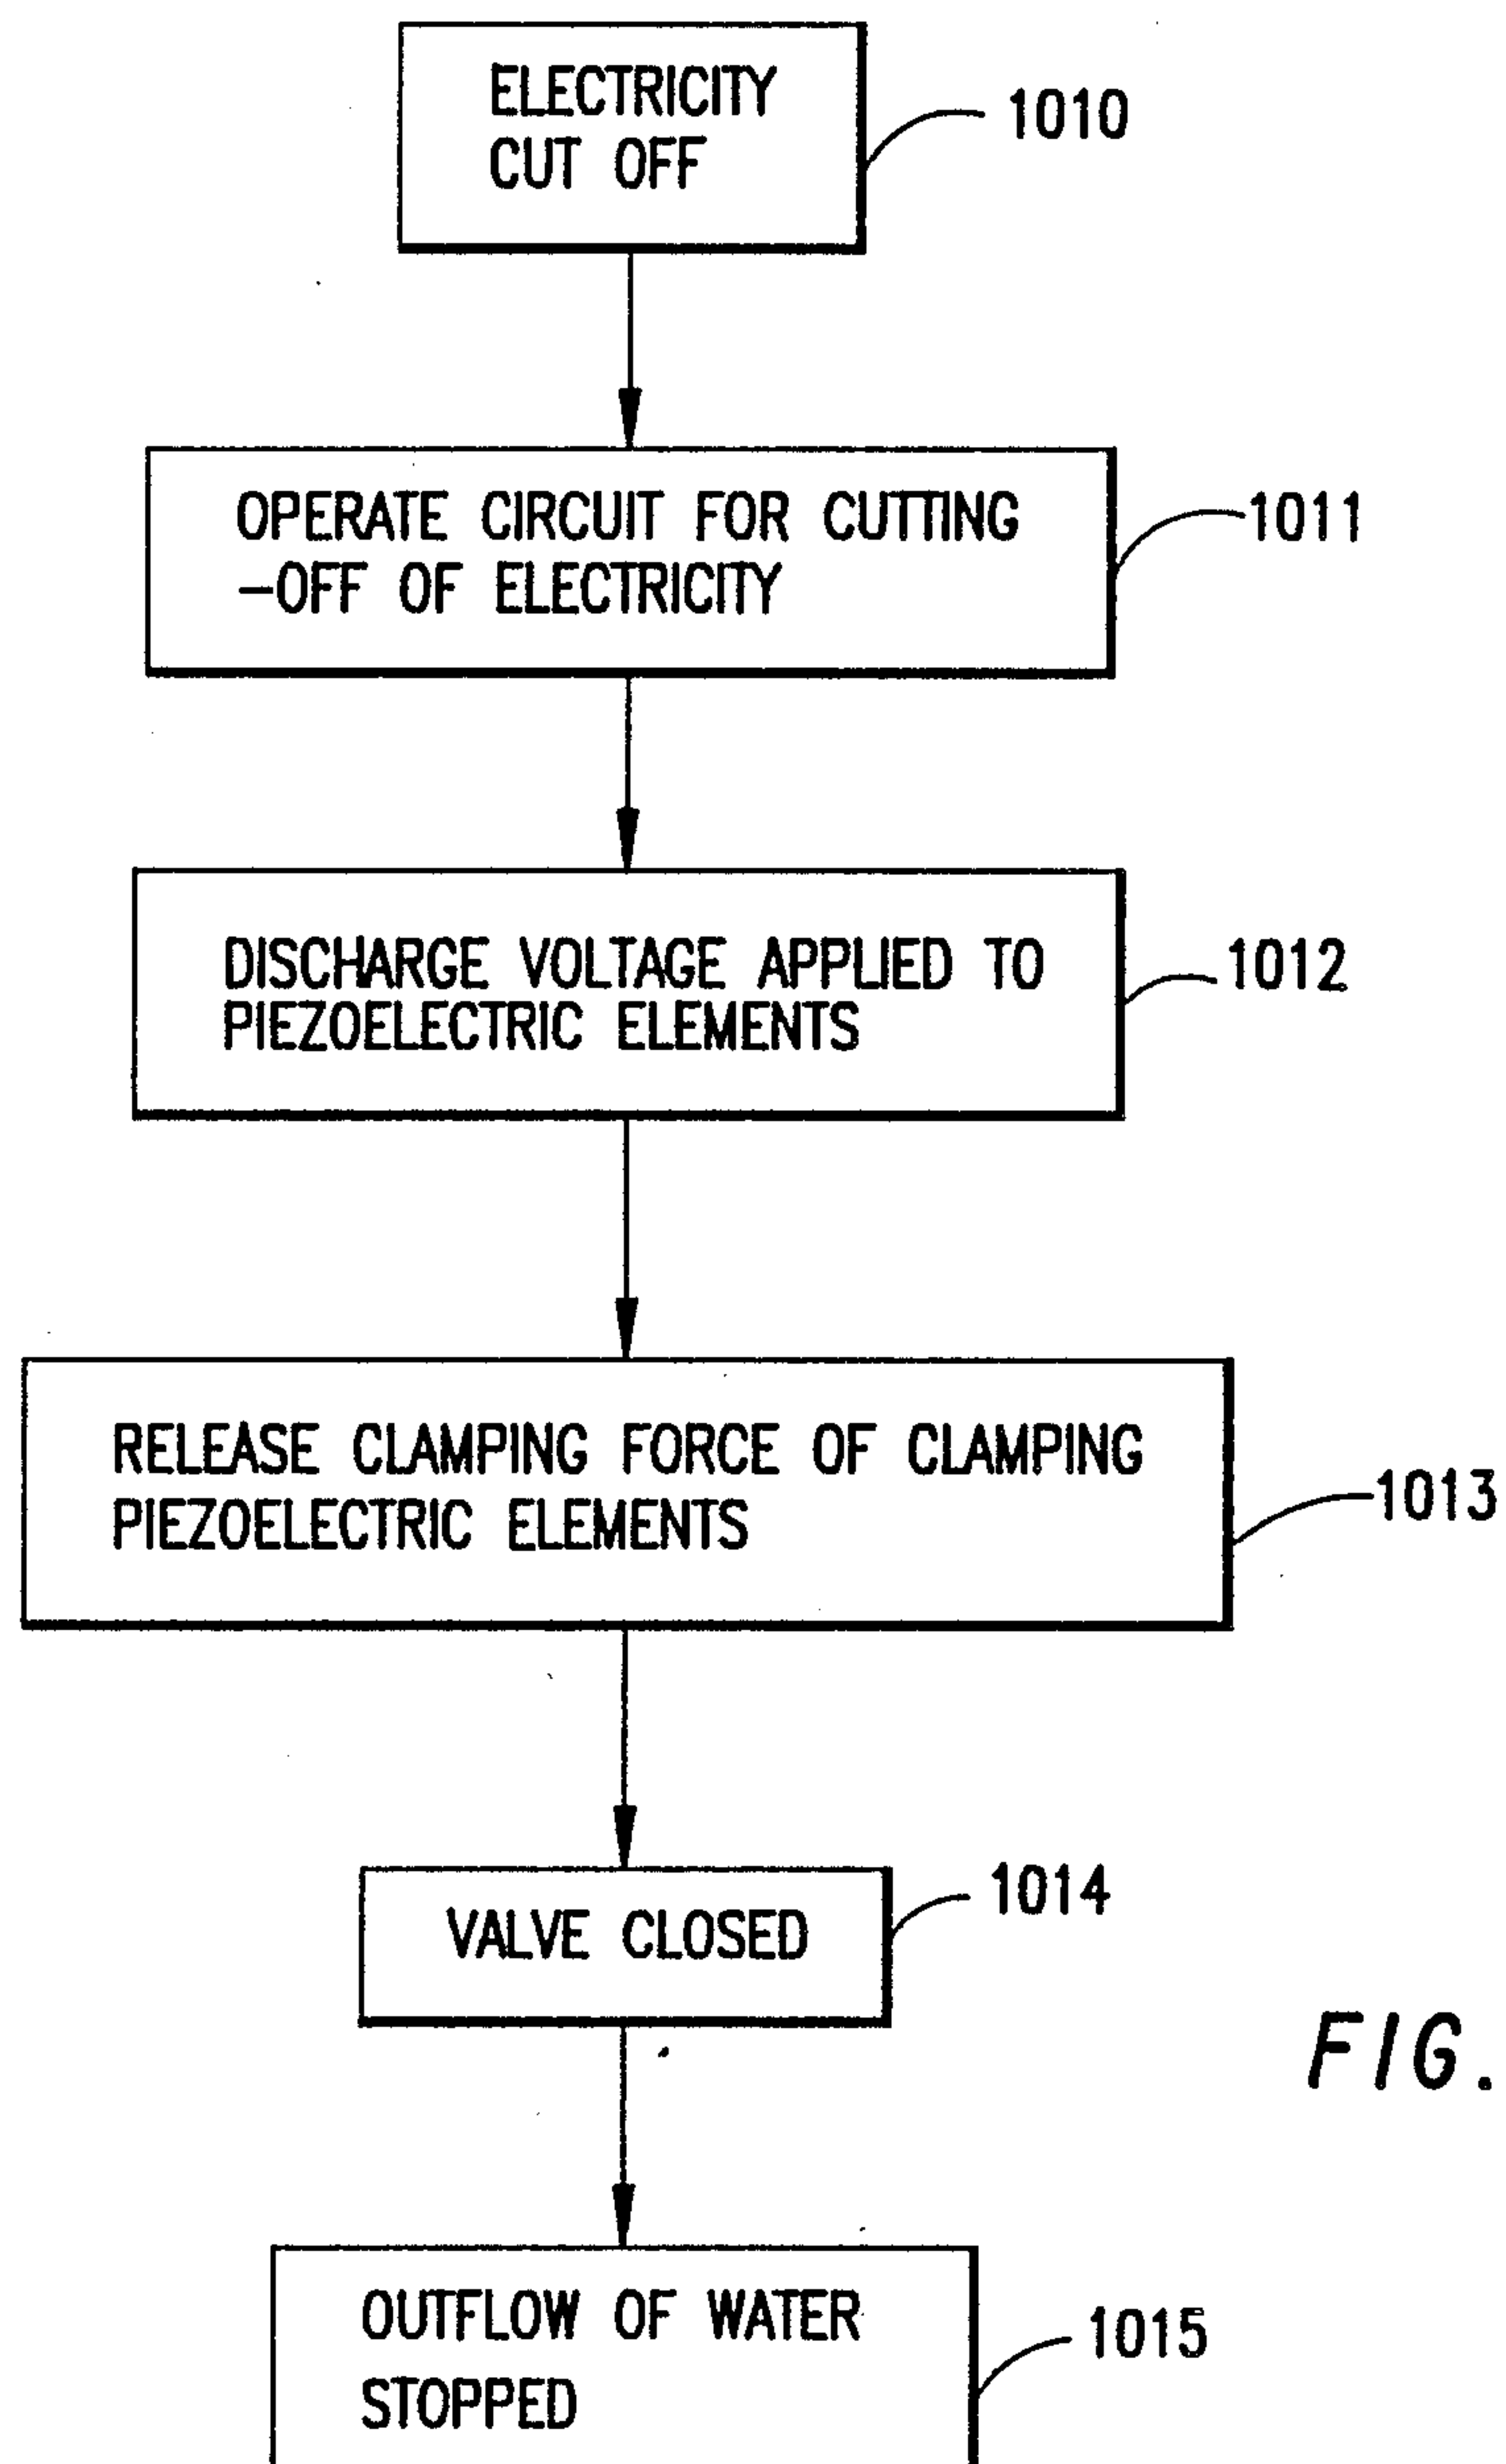 ELECTRICITY
CUT OFF
1010
OPERATE CIRCUIT FOR CUTTING
-OFF OF ELECTRICITY
1011
DISCHARGE VOLTAGE APPLIED TO
PIEZOELECTRIC ELEMENTS
1012
RELEASE CLAMPING FORCE OF CLAMPING
PIEZOELECTRIC ELEMENTS
1013
VALVE CLOSED
1014
FIG.
OUTFLOW OF WATER
STOPPED
1015